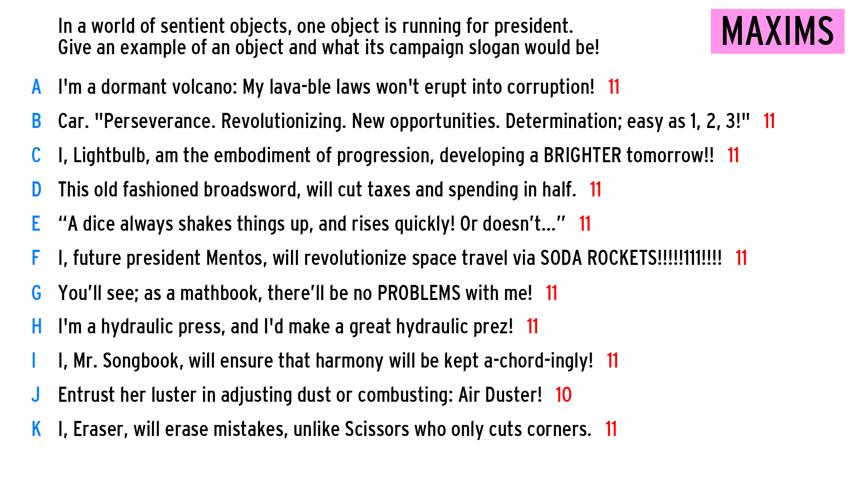 In a world of sentient objects, one object is running for president.
Give an example of an object and what its campaign slogan would be!
MAXIMS
A I'm a dormant volcano: My lava-ble laws won't erupt into corruption! 11
B Car. "Perseverance. Revolutionizing. New opportunities. Determination; easy as 1, 2, 3!" 11
C I, Lightbulb, am the embodiment of progression, developing a BRIGHTER tomorrow!! 11
D This old fashioned broadsword, will cut taxes and spending in half. 11
E “A dice always shakes things up, and rises quickly! Or doesn’t...” 11
F I, future president Mentos, will revolutionize space travel via SODA ROCKETS!!!!!111!!!! 11
G You’ll see; as a mathbook, there’ll be no PROBLEMS with me! 11
H I'm a hydraulic press, and I'd make a great hydraulic prez! 11
I I, Mr. Songbook, will ensure that harmony will be kept a-chord-ingly! 11
J Entrust her luster in adjusting dust or combusting: Air Duster! 10
K I, Eraser, will erase mistakes, unlike Scissors who only cuts corners. 11